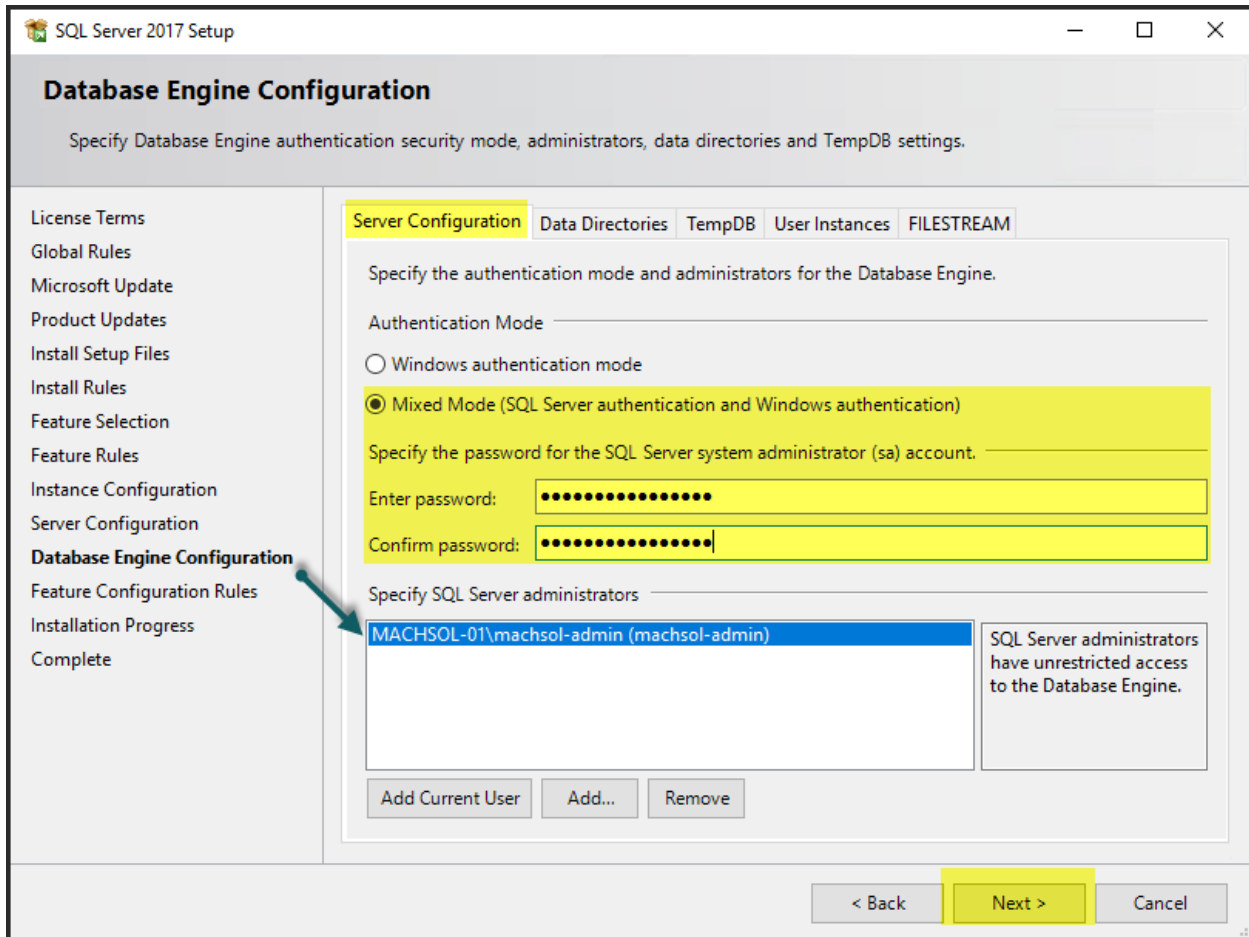 SQL Server 2017 Setup
Database Engine Configuration
Specify Database Engine authentication security mode, administrators, data directories and TempDB settings.
License Terms
Global Rules
Microsoft Update
Product Updates
Install Setup Files
Install Rules
Feature Selection
Feature Rules
Instance Configuration
Server Configuration
Database Engine Configuration
Feature Configuration Rules
Installation Progress
Complete
Server Configuration Data Directories TempDB User Instances FILESTREAM
Specify the authentication mode and administrators for the Database Engine.
Authentication Mode
Windows authentication mode
Mixed Mode (SQL Server authentication and Windows authentication)
Specify the password for the SQL Server system administrator (sa) account.
Enter password: ●●●●●●●●●●●●●●●●
Confirm password: ●●●●●●●●●●●●●●●●
Specify SQL Server administrators
MACHSOL-01\machsol-admin (machsol-admin)
SQL Server administrators
have unrestricted access
to the Database Engine.
Add Current User Add... Remove
< Back Next > Cancel